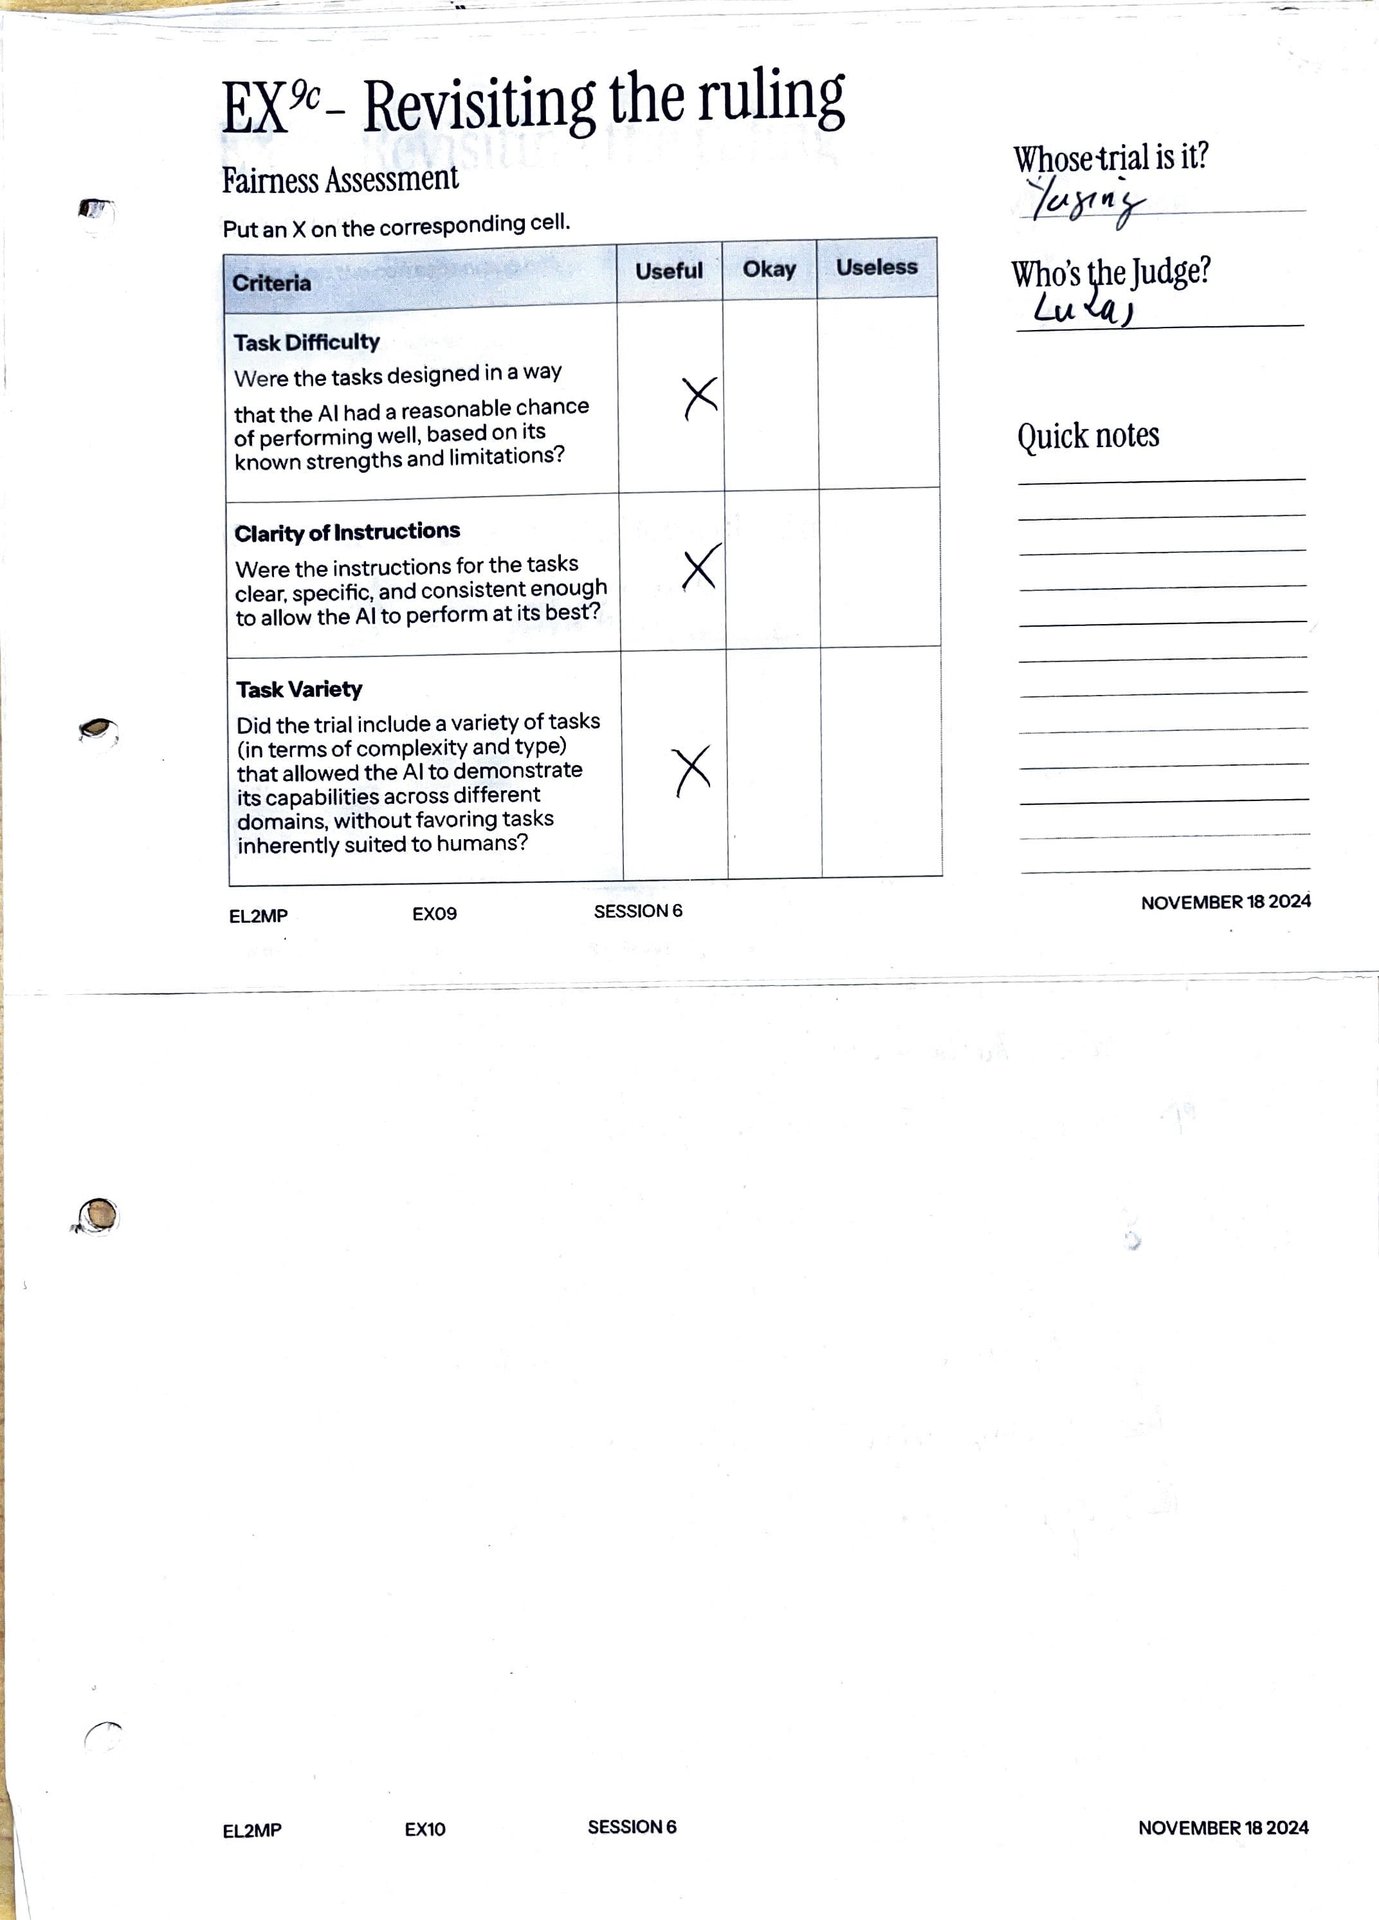 EX9c – Revisiting the ruling
Fairness Assessment
Put an X on the corresponding cell.
Criteria Useful Okay Useless
Task Difficulty
Were the tasks designed in a way
that the AI had a reasonable chance
of performing well, based on its
known strengths and limitations?
X
Clarity of Instructions
Were the instructions for the tasks
clear, specific, and consistent enough
to allow the AI to perform at its best?
X
Task Variety
Did the trial include a variety of tasks
(in terms of complexity and type)
that allowed the AI to demonstrate
its capabilities across different
domains, without favoring tasks
inherently suited to humans?
X
Whose trial is it?
Who's the Judge?
Lukas
Quick notes
EL2MP EX09 SESSION 6 NOVEMBER 18 2024
EL2MP EX10 SESSION 6 NOVEMBER 18 2024